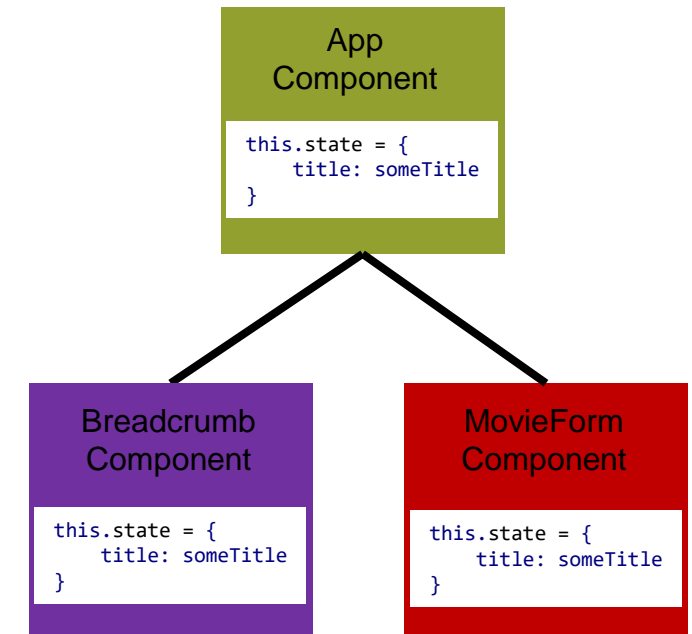 App
Component
this.state = {
    title: someTitle
}
Breadcrumb
Component
this.state = {
    title: someTitle
}
MovieForm
Component
this.state = {
    title: someTitle
}